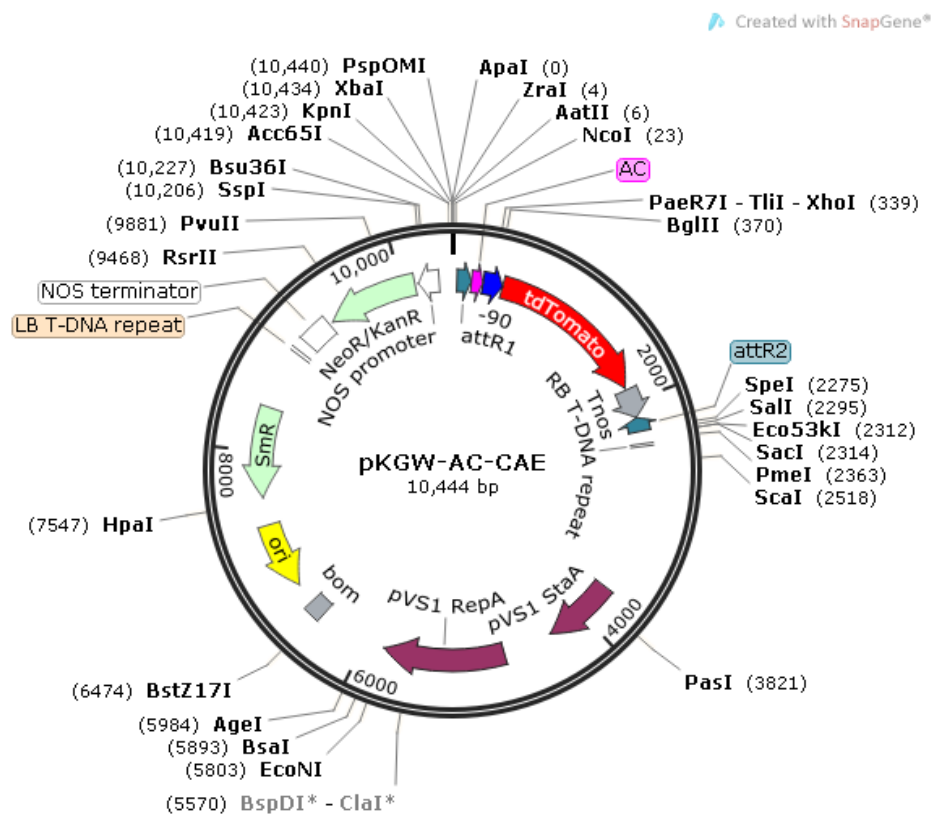 Created with SnapGene®
(10,440) PspOMI
(10,434) XbaI
(10,423) KpnI
(10,419) Acc65I
(10,227) Bsu36I
(10,206) SspI
(9881) PvuII
(9468) RsrII
NOS terminator
LB T-DNA repeat
ApaI (0)
ZraI (4)
AatII (6)
NcoI (23)
AC
PaeR7I - TliI - XhoI (339)
BglII (370)
attR2
SpeI (2275)
SalI (2295)
Eco53kI (2312)
SacI (2314)
PmeI (2363)
ScaI (2518)
10,000
NeoR/KanR
NOS promoter
-90
attR1
tdTomato
2000
Tnos
RB T-DNA repeat
SmR
8000
pKGW-AC-CAE
10,444 bp
(7547) HpaI
ori
bom
pVS1 RepA
pVS1 StaA
4000
6000
PasI (3821)
(6474) BstZ17I
(5984) AgeI
(5893) BsaI
(5803) EcoNI
(5570) BspDI* - ClaI*